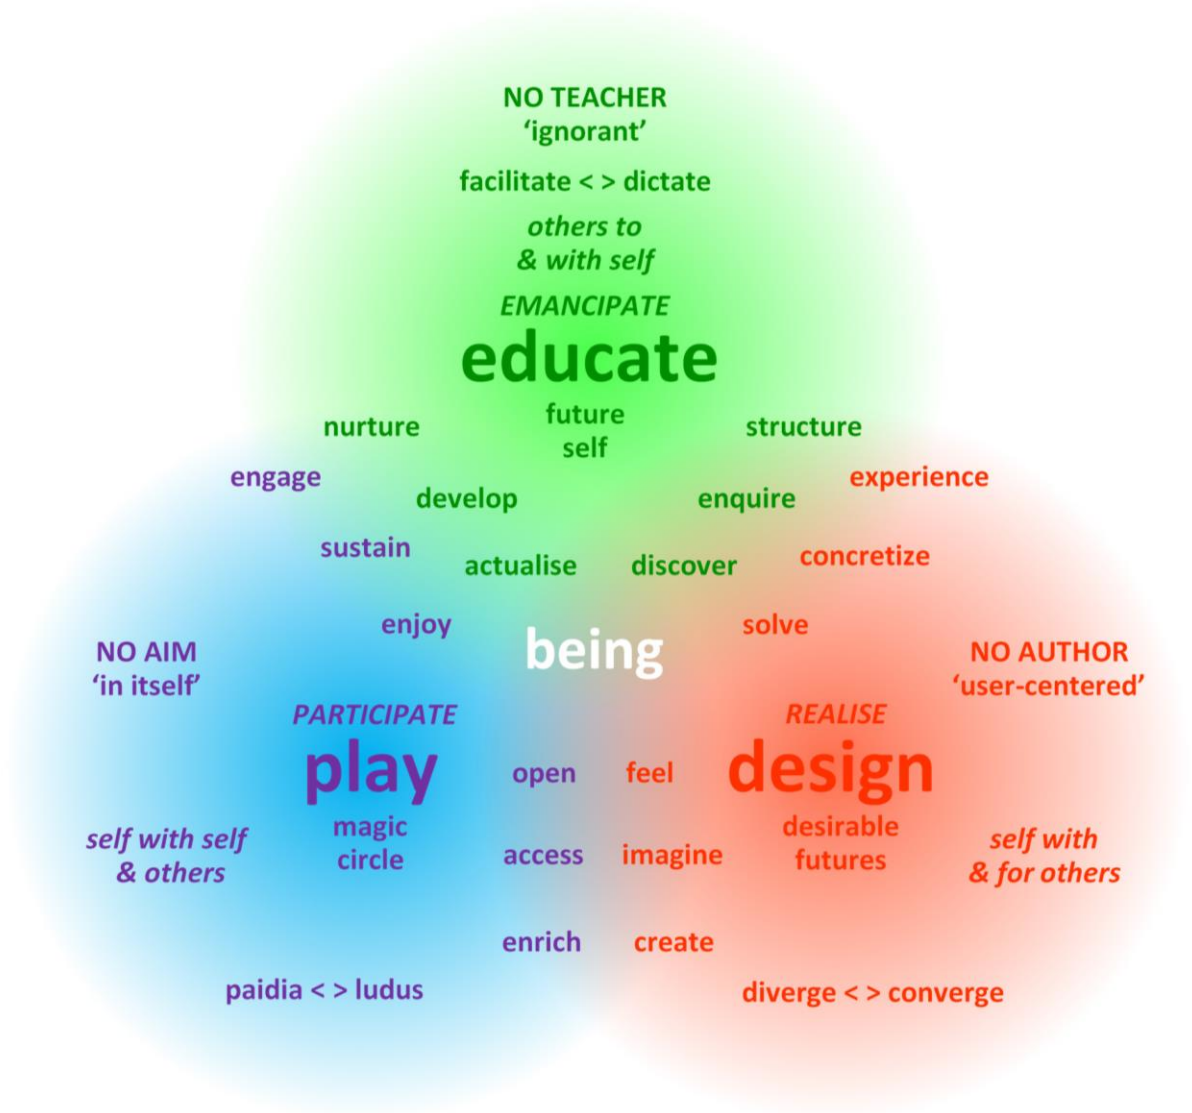 NO TEACHER
‘ignorant’
facilitate < > dictate
others to
& with self
EMANCIPATE
educate
future
self
nurture
structure
engage
experience
develop
enquire
sustain
concretize
actualise
discover
enjoy
solve
being
NO AIM
‘in itself’
NO AUTHOR
‘user-centered’
PARTICIPATE
play
magic
circle
REALISE
design
desirable
futures
open
feel
access
imagine
enrich
create
self with self
& others
self with
& for others
paidia < > ludus
diverge < > converge